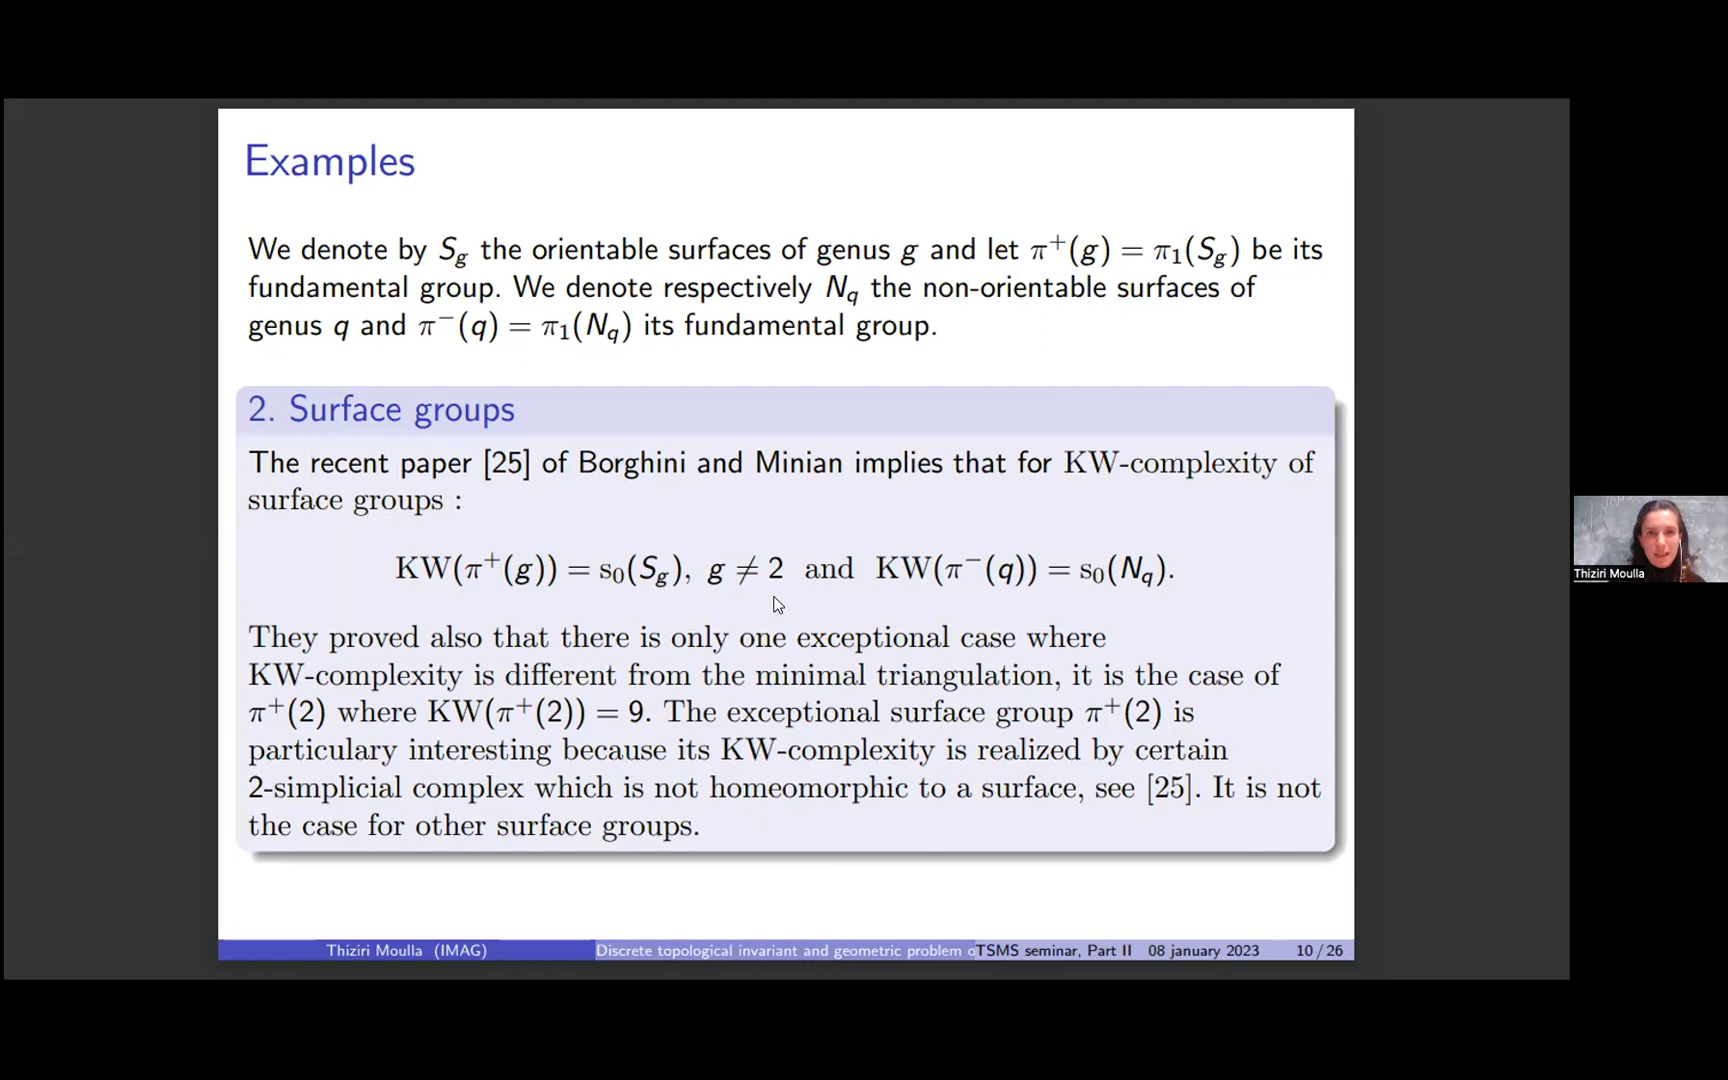 Examples
We denote by S_g the orientable surfaces of genus g and let π⁺(g) = π₁(S_g) be its
fundamental group. We denote respectively N_q the non-orientable surfaces of
genus q and π⁻(q) = π₁(N_q) its fundamental group.
2. Surface groups
The recent paper [25] of Borghini and Minian implies that for KW-complexity of
surface groups :
KW(π⁺(g)) = s₀(S_g), g ≠ 2 and KW(π⁻(q)) = s₀(N_q).
They proved also that there is only one exceptional case where
KW-complexity is different from the minimal triangulation, it is the case of
π⁺(2) where KW(π⁺(2)) = 9. The exceptional surface group π⁺(2) is
particulary interesting because its KW-complexity is realized by certain
2-simplicial complex which is not homeomorphic to a surface, see [25]. It is not
the case for other surface groups.
Thiziri Moulla
Thiziri Moulla (IMAG) Discrete topological invariant and geometric problem TSMS seminar, Part II 08 january 2023 10 / 26